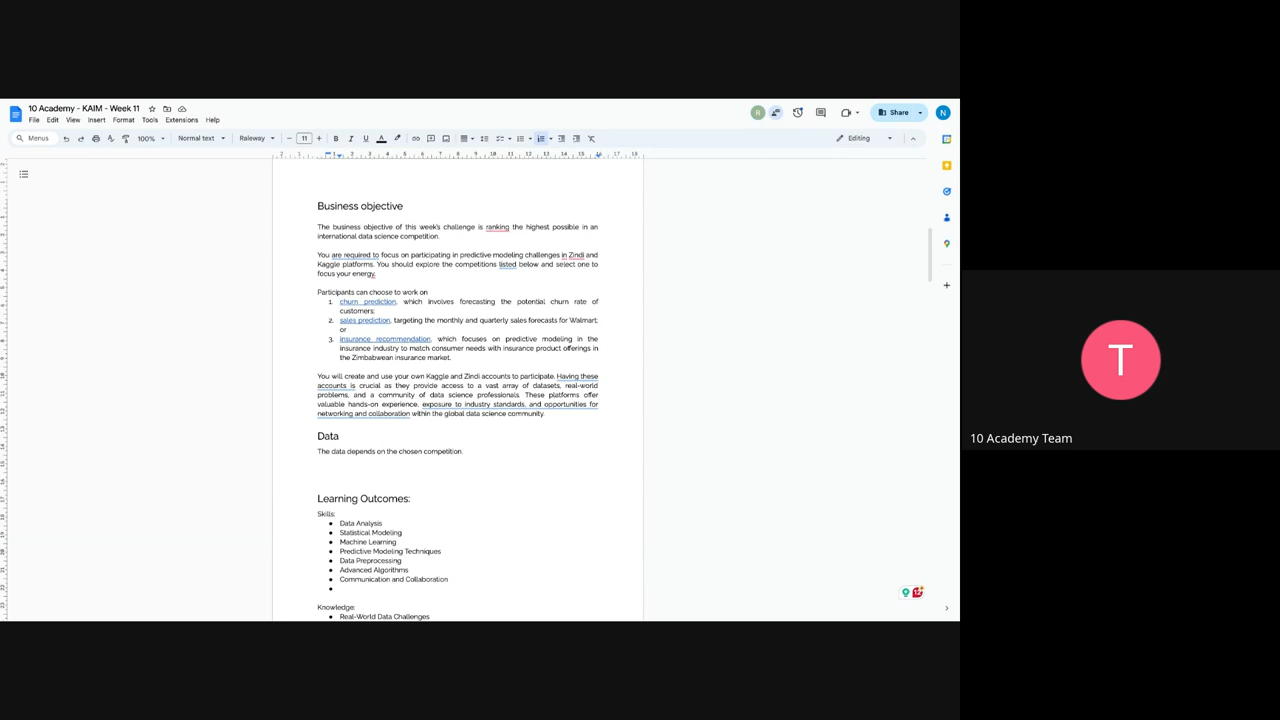 10 Academy - KAIM - Week 11
File Edit View Insert Format Tools Extensions Help
Share
N
R
Menus
100%
Normal text
Raleway
11
Editing
Business objective
The business objective of this week's challenge is ranking the highest possible in an
international data science competition.
You are required to focus on participating in predictive modeling challenges in Zindi and
Kaggle platforms. You should explore the competitions listed below and select one to
focus your energy.
Participants can choose to work on
1. churn prediction, which involves forecasting the potential churn rate of
customers;
2. sales prediction, targeting the monthly and quarterly sales forecasts for Walmart;
or
3. insurance recommendation, which focuses on predictive modeling in the
insurance industry to match consumer needs with insurance product offerings in
the Zimbabwean insurance market.
You will create and use your own Kaggle and Zindi accounts to participate. Having these
accounts is crucial as they provide access to a vast array of datasets, real-world
problems, and a community of data science professionals. These platforms offer
valuable hands-on experience, exposure to industry standards, and opportunities for
networking and collaboration within the global data science community.
Data
The data depends on the chosen competition.
Learning Outcomes:
Skills:
● Data Analysis
● Statistical Modeling
● Machine Learning
● Predictive Modeling Techniques
● Data Preprocessing
● Advanced Algorithms
● Communication and Collaboration
●
Knowledge:
● Real-World Data Challenges
T
10 Academy Team